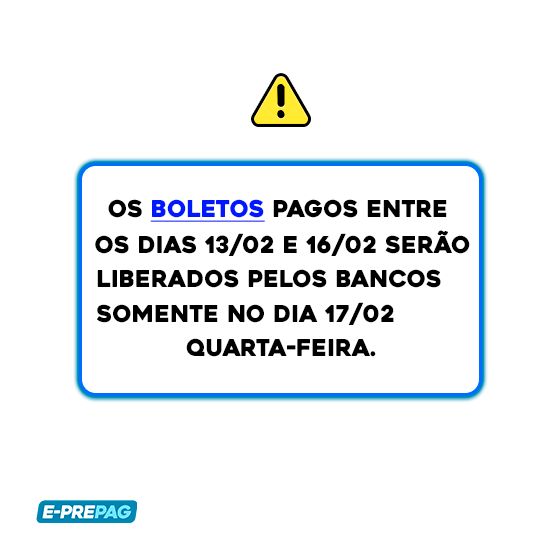 OS BOLETOS PAGOS ENTRE
OS DIAS 13/02 E 16/02 SERÃO
LIBERADOS PELOS BANCOS
SOMENTE NO DIA 17/02
QUARTA-FEIRA.
E-PREPAG